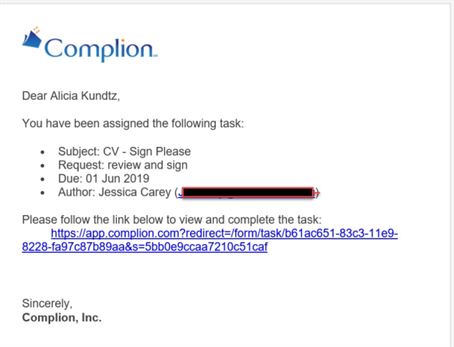 Complion
Dear Alicia Kundtz,
You have been assigned the following task:
• Subject: CV - Sign Please
• Request: review and sign
• Due: 01 Jun 2019
• Author: Jessica Carey (
Please follow the link below to view and complete the task:
https://app.complion.com?redirect=/form/task/b61ac651-83c3-11e9-
8228-fa97c87b89aa&s=5bb0e9ccaa7210c51caf
Sincerely,
Complion, Inc.